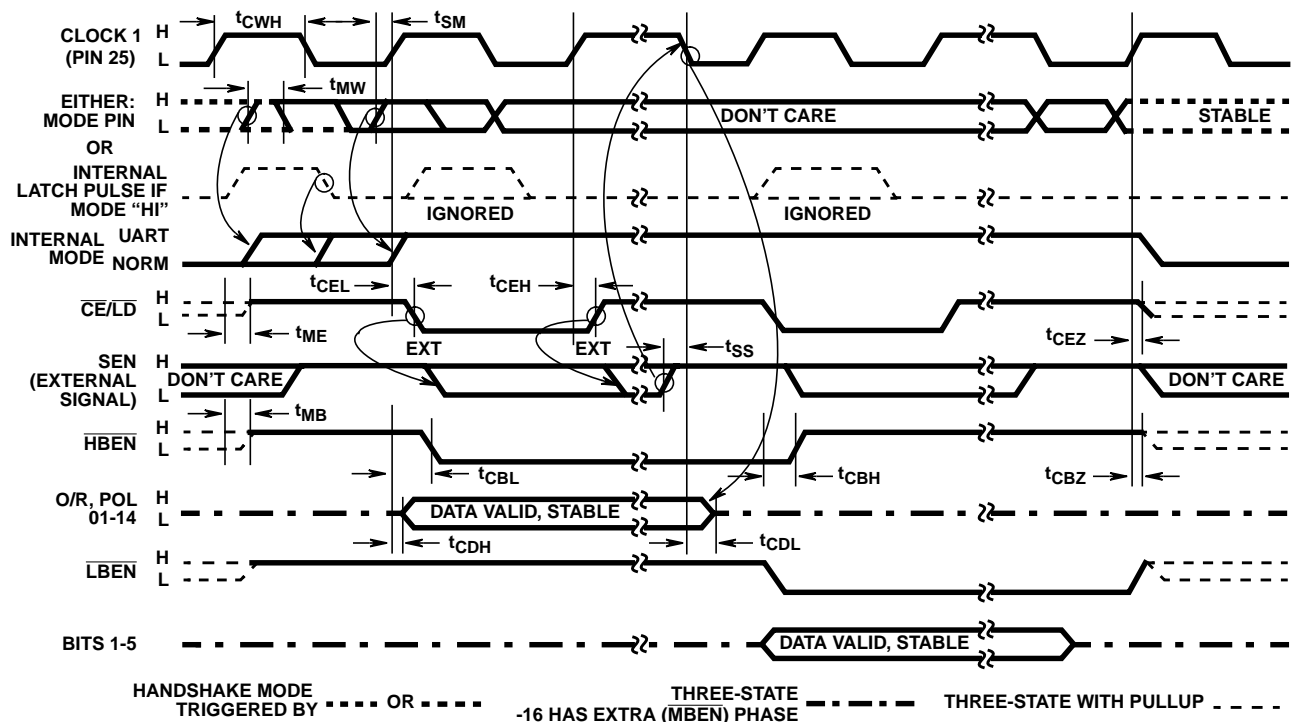 CLOCK 1
(PIN 25)
H
L
tCWH
tSM
EITHER:
MODE PIN
H
L
tMW
DON'T CARE
STABLE
OR
INTERNAL
LATCH PULSE IF
MODE “HI”
IGNORED
IGNORED
INTERNAL
MODE
UART
NORM
tCEL
tCEH
CE/LD
H
L
tME
EXT
EXT
tSS
tCEZ
SEN
(EXTERNAL
SIGNAL)
H
L
DON'T CARE
DON'T CARE
tMB
HBEN
H
L
tCBL
tCBH
tCBZ
O/R, POL
01-14
H
L
DATA VALID, STABLE
tCDH
tCDL
LBEN
H
L
BITS 1-5
DATA VALID, STABLE
HANDSHAKE MODE
TRIGGERED BY
OR
THREE-STATE
-16 HAS EXTRA (MBEN) PHASE
THREE-STATE WITH PULLUP